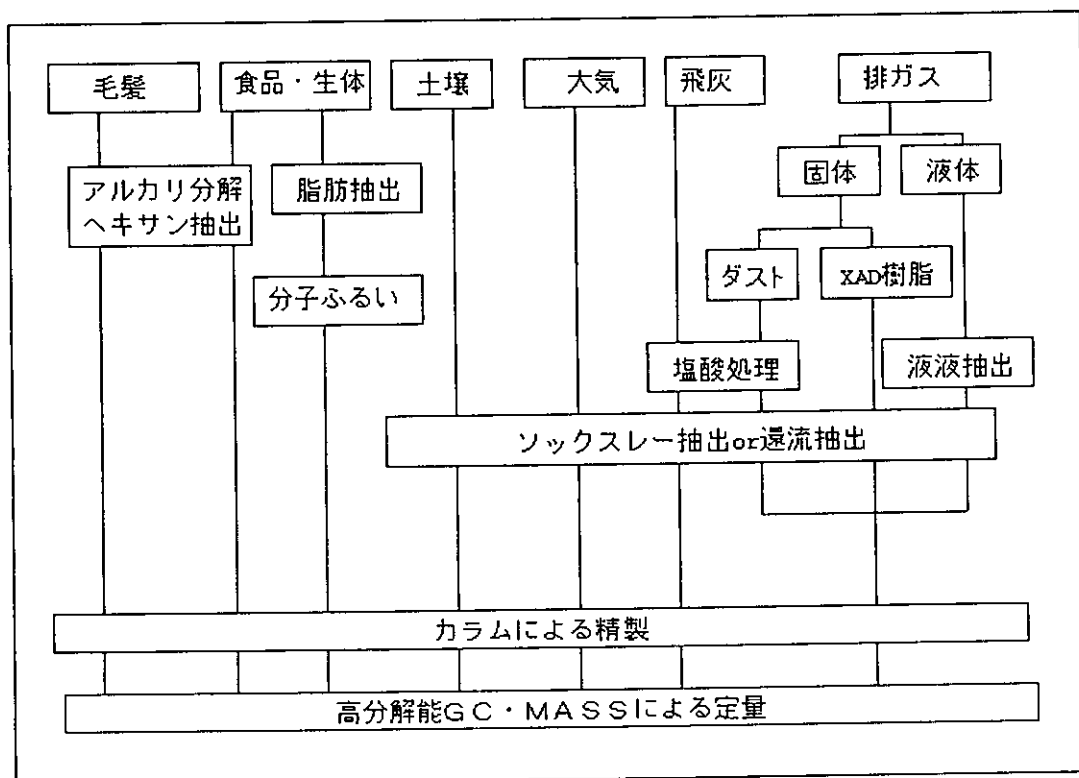 毛髪
食品・生体
土壌
大気
飛灰
排ガス
固体
液体
アルカリ分解
ヘキサン抽出
脂肪抽出
ダスト
XAD樹脂
分子ふるい
塩酸処理
液液抽出
ソックスレー抽出or還流抽出
カラムによる精製
高分解能GC・MASSによる定量